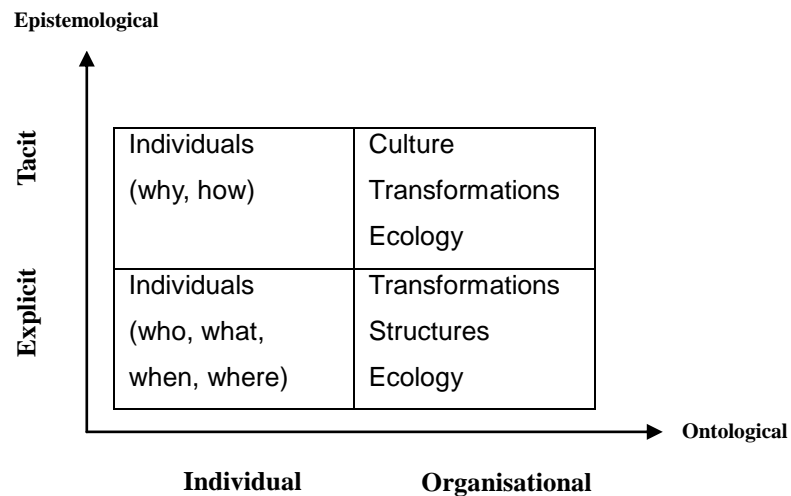 Epistemological
Tacit
Individuals
(why, how)
Culture
Transformations
Ecology
Explicit
Individuals
(who, what,
when, where)
Transformations
Structures
Ecology
Ontological
Individual
Organisational